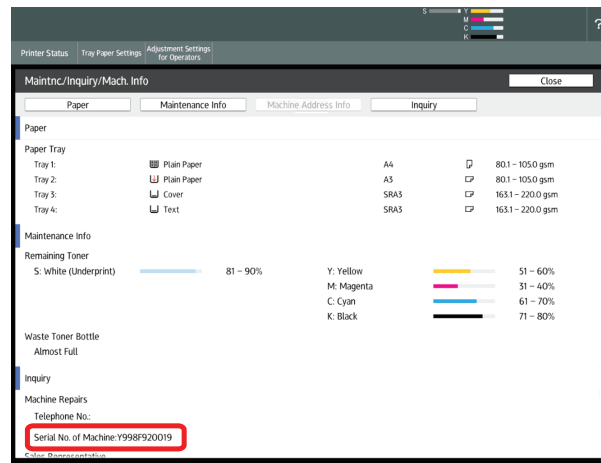 S Y
M
C
K
?
Printer Status Tray Paper Settings Adjustment Settings for Operators
Maintnc./Inquiry/Mach. Info Close
Paper Maintenance Info Machine Address Info Inquiry
Paper
Paper Tray
Tray 1: Plain Paper A4 80.1 – 105.0 gsm
Tray 2: Plain Paper A3 80.1 – 105.0 gsm
Tray 3: Cover SRA3 163.1 – 220.0 gsm
Tray 4: Text SRA3 163.1 – 220.0 gsm
Maintenance Info
Remaining Toner
S: White (Underprint) 81 – 90% Y: Yellow 51 – 60%
M: Magenta 31 – 40%
C: Cyan 61 – 70%
K: Black 71 – 80%
Waste Toner Bottle
Almost Full
Inquiry
Machine Repairs
Telephone No.:
Serial No. of Machine:Y998F920019
Sales Representative